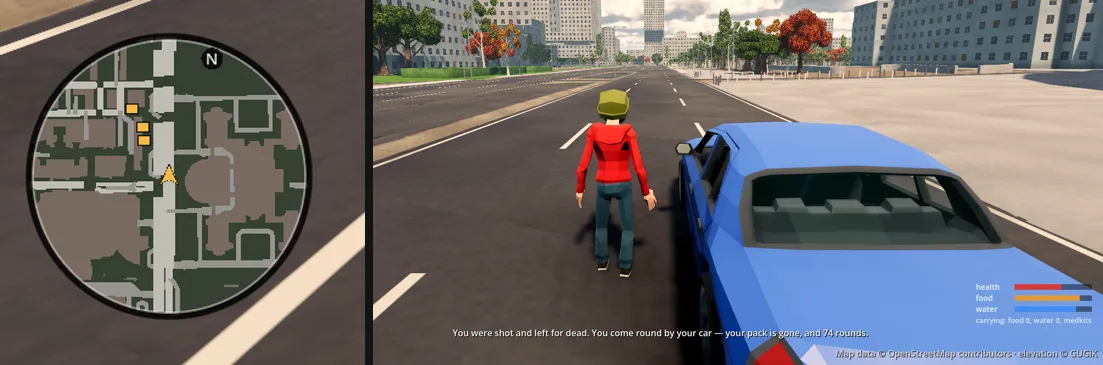 N
health
food
water
carrying: food 0, water 0, medkits
You were shot and left for dead. You come round by your car — your pack is gone, and 74 rounds.
Map data © OpenStreetMap contributors · elevation © GUGiK